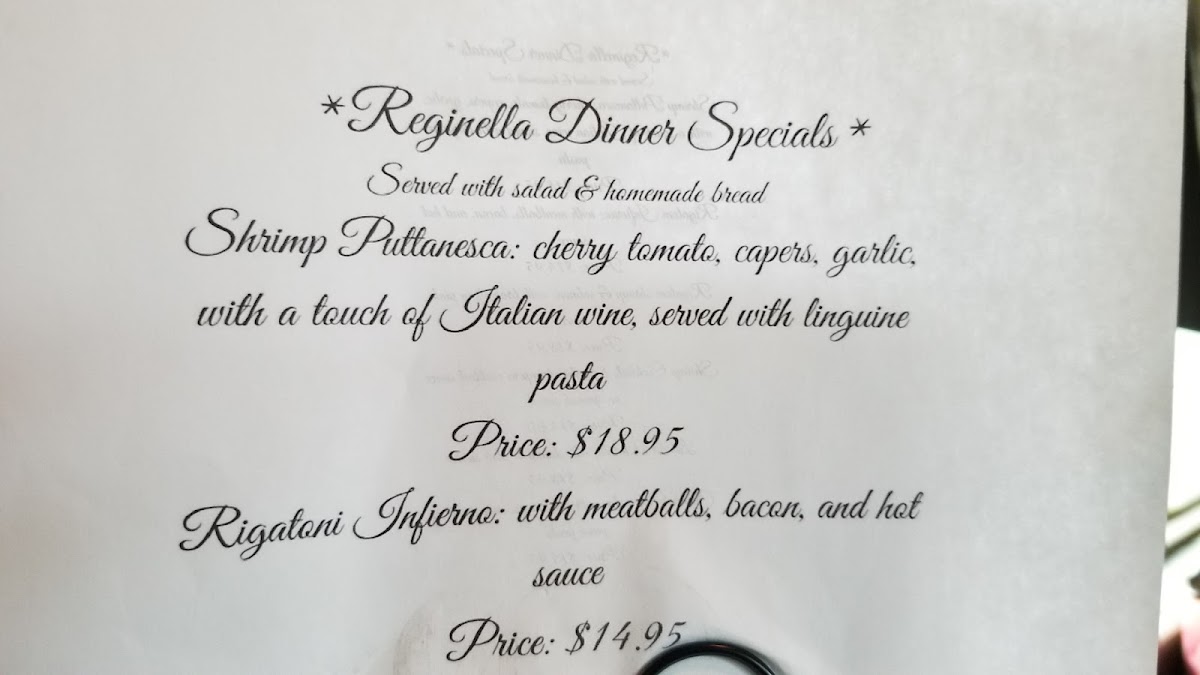 *Reginella Dinner Specials *
Served with salad & homemade bread
Shrimp Puttanesca: cherry tomato, capers, garlic,
with a touch of Italian wine, served with linguine
pasta
Price: $18.95
Rigatoni Infierno: with meatballs, bacon, and hot
sauce
Price: $14.95